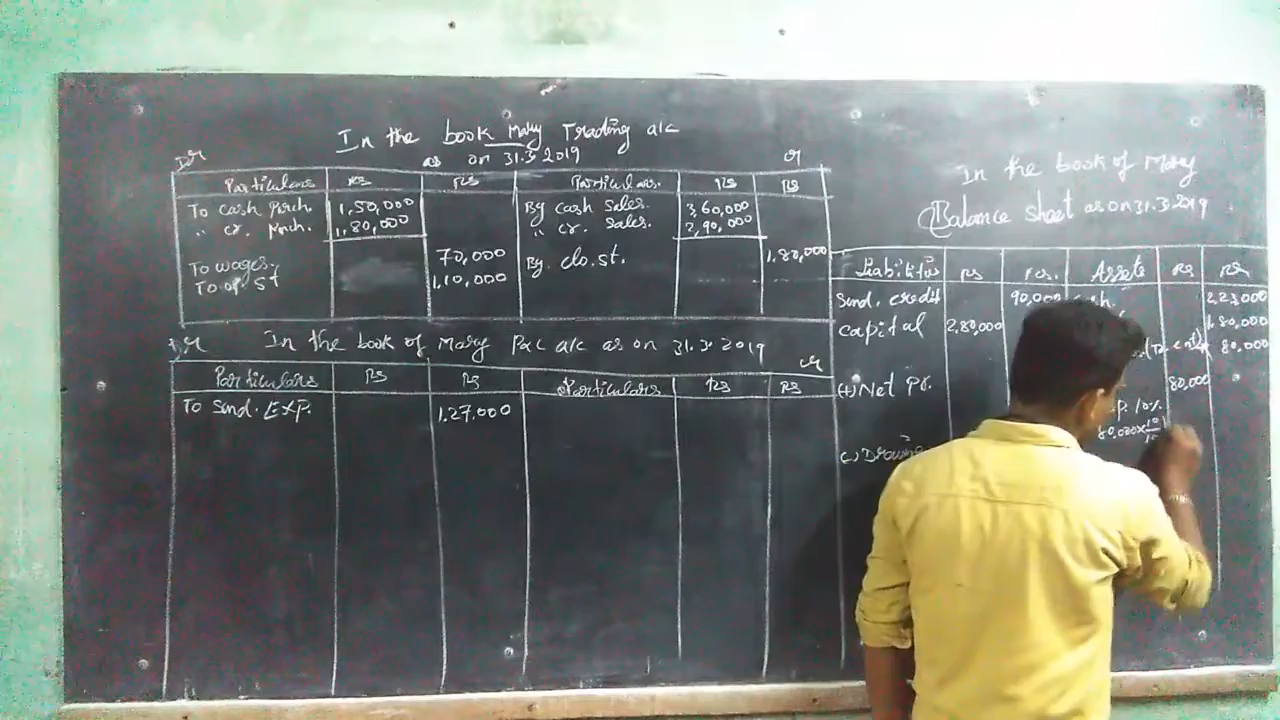 In the book Mary Trading a/c
as on 31.3 2019
Dr
cr
Particulars Rs Rs Particulars. Rs Rs
To cash Purch. 1,50,000 By cash sales. 3,60,000
" cr. Purch. 1,80,000 " cr. sales. 2,90,000
To wages. 70,000 By. clo.st. 1,80,000
To op. st 1,10,000
Dr In the book of Mary P&L a/c as on 31.3.2019 cr
Particulars Rs Rs Particulars Rs Rs
To Sund. EXP. 1,27,000
In the book of Mary
Balance sheet as on 31.3.2019
Liabilities Rs Rs. Assets Rs Rs
Sund. credit 90,000 2,23,000
capital 2,80,000 1,80,000
80,000
(+) Net Pr. 80,000
10%
80,000x
(-) Drawing